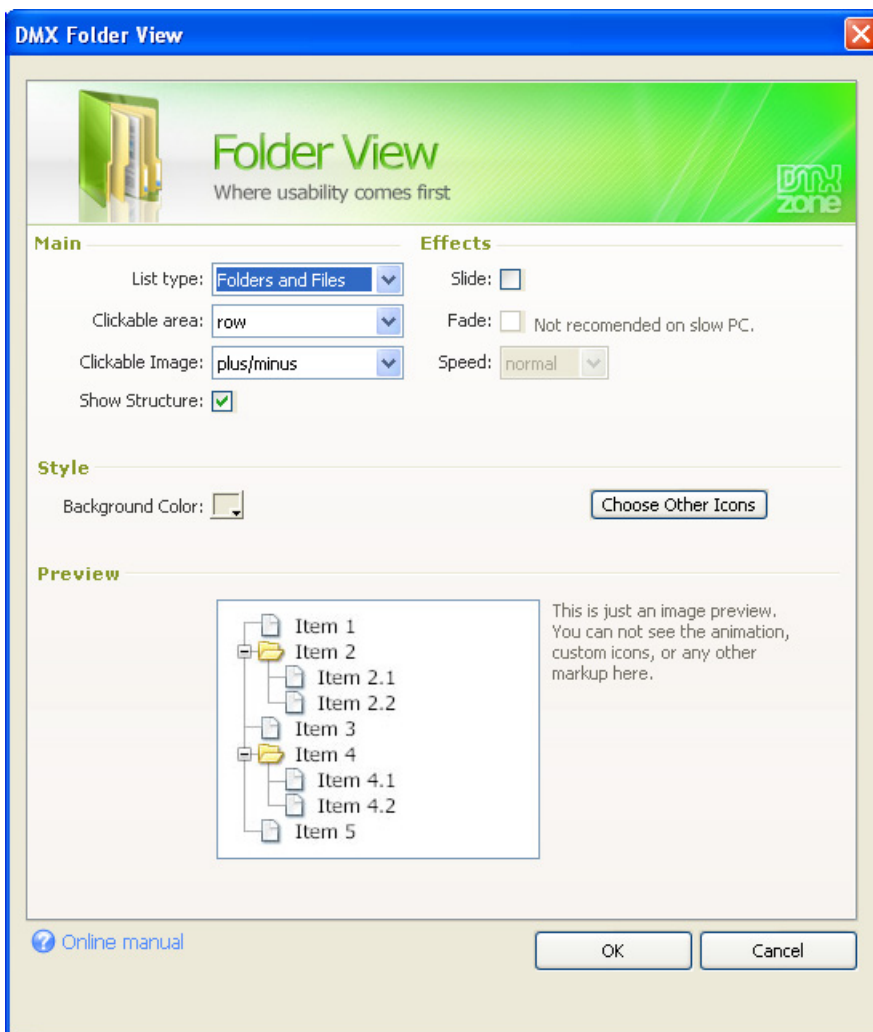 DMX Folder View
Folder View
Where usability comes first
DMX
zone
Main
Effects
List type: Folders and Files
Slide:
Clickable area: row
Fade: Not recomended on slow PC.
Clickable Image: plus/minus
Speed: normal
Show Structure:
Style
Background Color:
Choose Other Icons
Preview
Item 1
Item 2
Item 2.1
Item 2.2
Item 3
Item 4
Item 4.1
Item 4.2
Item 5
This is just an image preview.
You can not see the animation,
custom icons, or any other
markup here.
Online manual
OK
Cancel